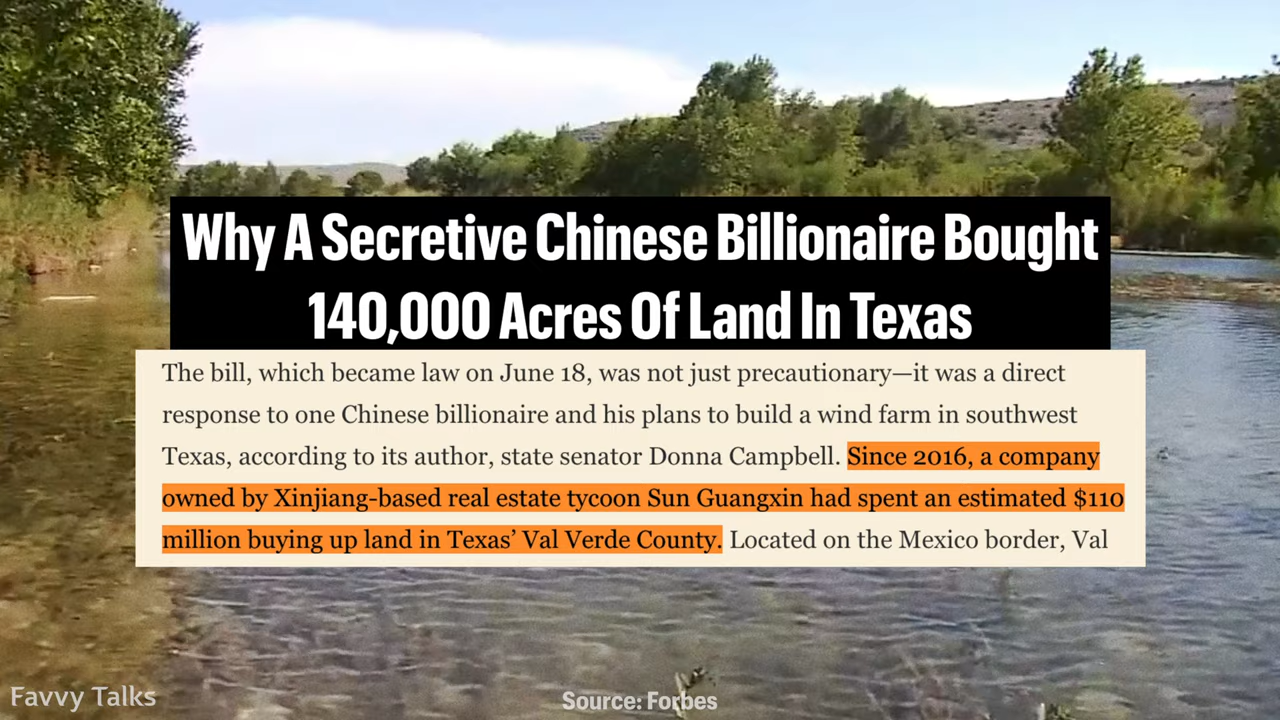 Why A Secretive Chinese Billionaire Bought
140,000 Acres Of Land In Texas
The bill, which became law on June 18, was not just precautionary—it was a direct
response to one Chinese billionaire and his plans to build a wind farm in southwest
Texas, according to its author, state senator Donna Campbell. Since 2016, a company
owned by Xinjiang-based real estate tycoon Sun Guangxin had spent an estimated $110
million buying up land in Texas’ Val Verde County. Located on the Mexico border, Val
Favvy Talks
Source: Forbes